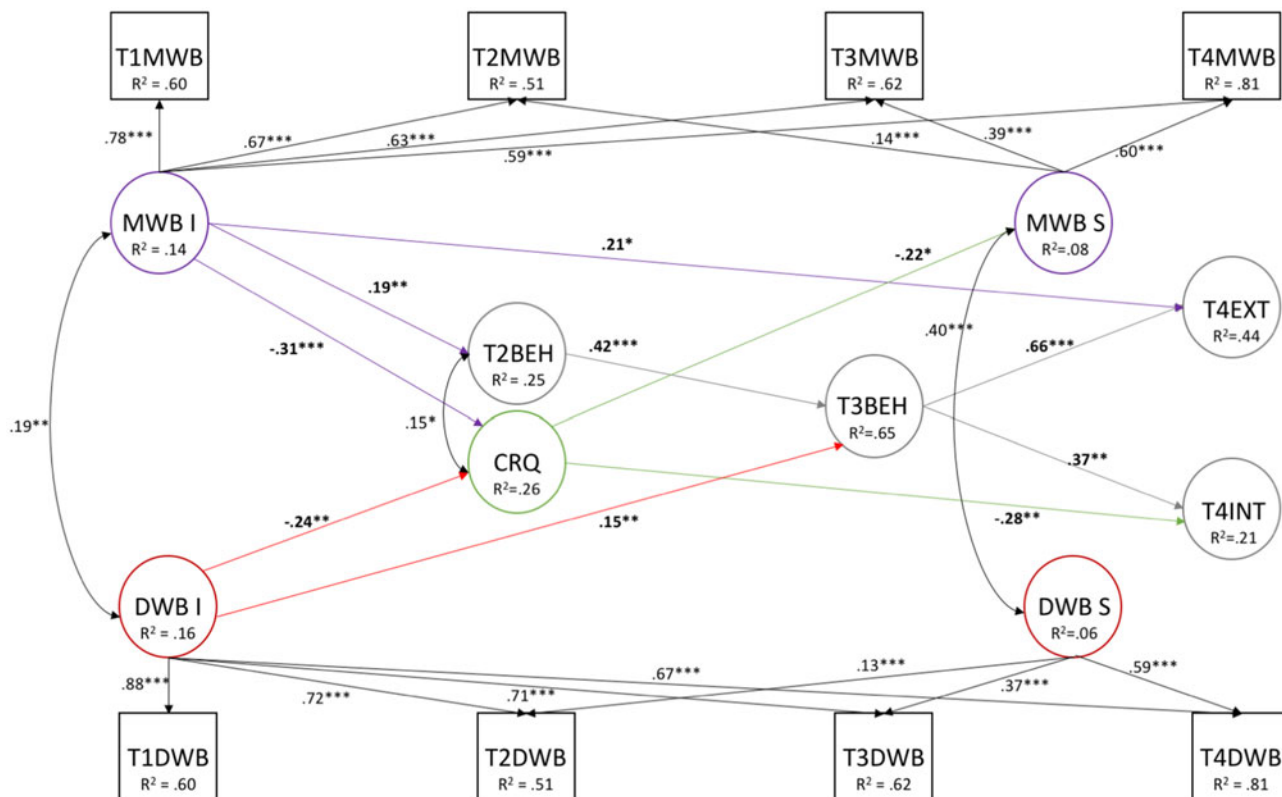 T1MWB
R² = .60
T2MWB
R² = .51
T3MWB
R² = .62
T4MWB
R² = .81
.78***
.67***
.63***
.59***
.14***
.39***
.60***
MWB I
R² = .14
MWB S
R²=.08
.21*
-.22*
.19**
T4EXT
R²=.44
-.31***
T2BEH
R² = .25
.42***
.40***
.66***
.19**
.15*
T3BEH
R²=.65
CRQ
R²=.26
.37**
-.24**
.15**
-.28**
T4INT
R²=.21
DWB I
R² = .16
DWB S
R²=.06
.88***
.72***
.71***
.67***
.13***
.37***
.59***
T1DWB
R² = .60
T2DWB
R² = .51
T3DWB
R² = .62
T4DWB
R² = .81